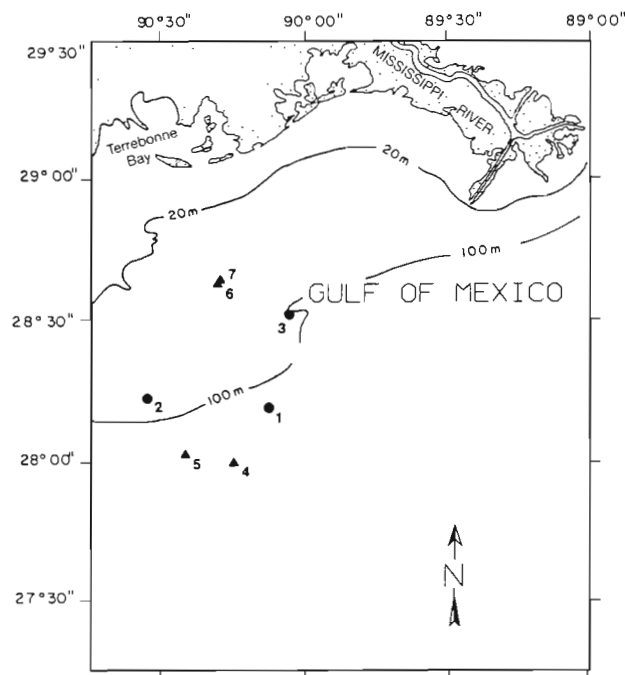 90°30" 90°00" 89°30" 89°00"
29°30"
MISSISSIPPI
RIVER
Terrebonne
Bay
20m
29°00"
20m
100m
7
6
GULF OF MEXICO
28°30"
3
100m
2
1
28°00"
5
4
N
27°30"